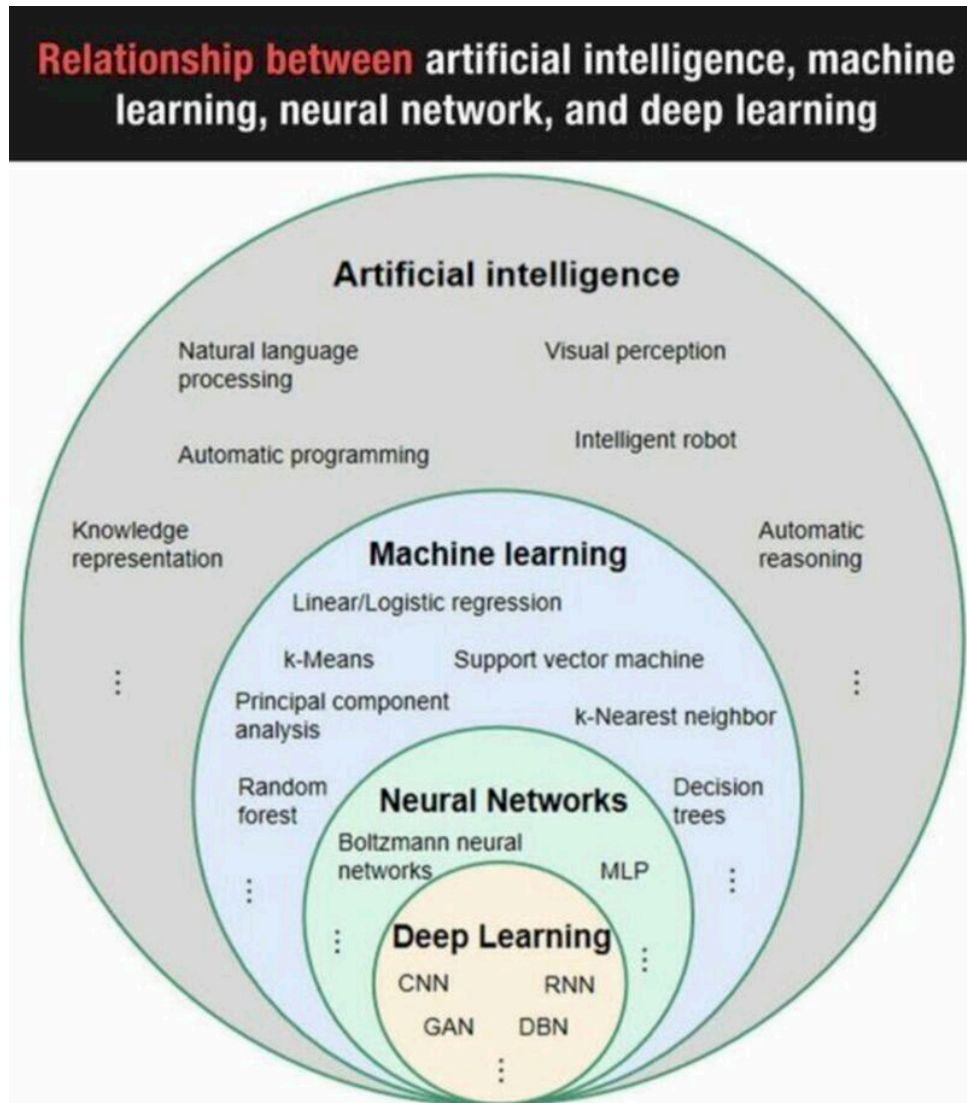 Relationship between artificial intelligence, machine
learning, neural network, and deep learning
Artificial intelligence
Natural language
processing
Visual perception
Automatic programming
Intelligent robot
Knowledge
representation
Automatic
reasoning
⋮
⋮
Machine learning
Linear/Logistic regression
k-Means
Support vector machine
Principal component
analysis
k-Nearest neighbor
Random
forest
Decision
trees
⋮
⋮
Neural Networks
Boltzmann neural
networks
MLP
⋮
⋮
Deep Learning
CNN
RNN
GAN
DBN
⋮